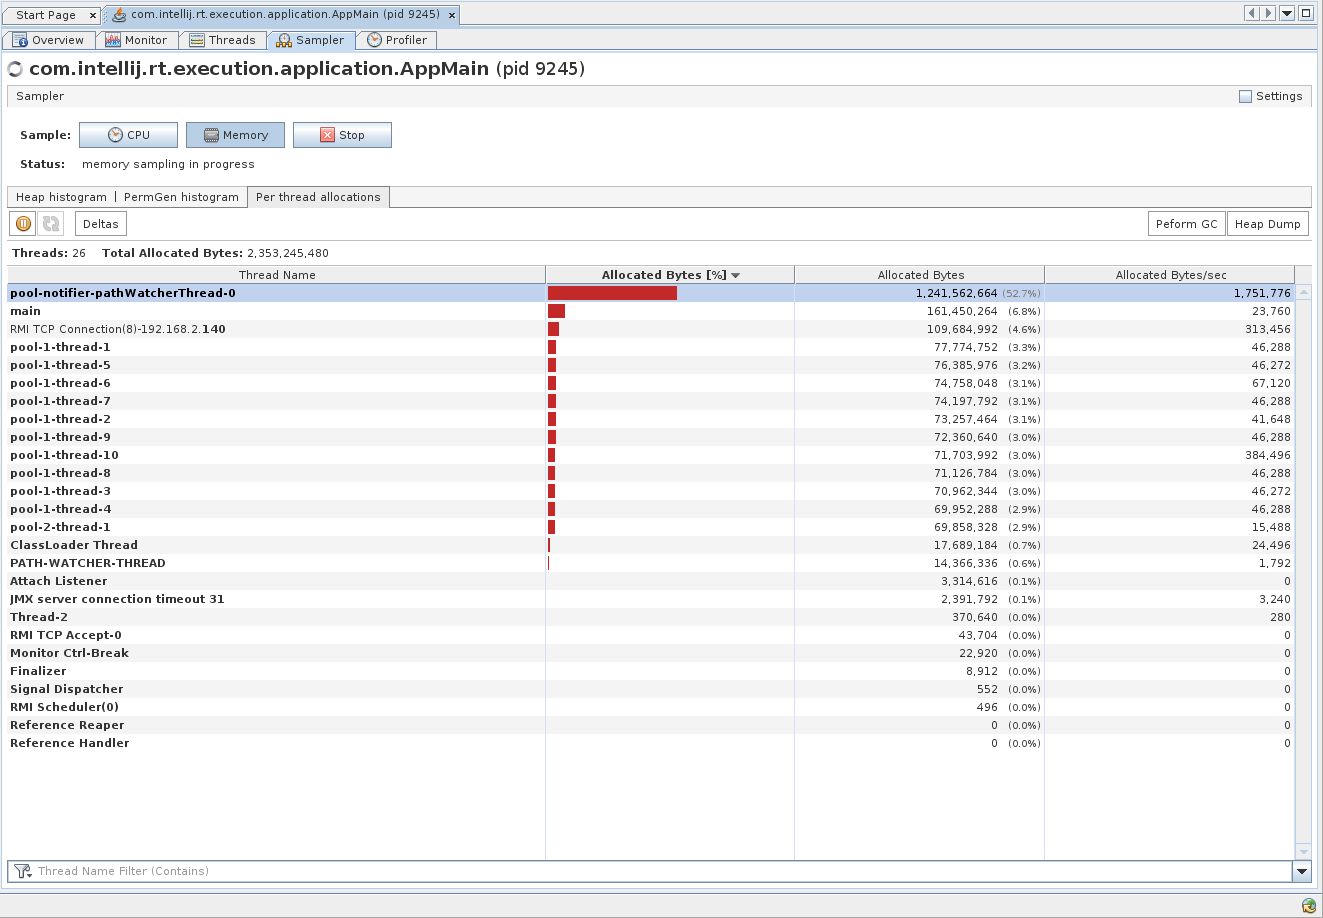 Start Page × com.intellij.rt.execution.application.AppMain (pid 9245) ×
Overview Monitor Threads Sampler Profiler
com.intellij.rt.execution.application.AppMain (pid 9245)
Sampler Settings
Sample: CPU Memory Stop
Status: memory sampling in progress
Heap histogram | PermGen histogram Per thread allocations
Deltas Peform GC Heap Dump
Threads: 26 Total Allocated Bytes: 2,353,245,480
Thread Name Allocated Bytes [%] Allocated Bytes Allocated Bytes/sec
pool-notifier-pathWatcherThread-0 1,241,562,664 (52.7%) 1,751,776
main 161,450,264 (6.8%) 23,760
RMI TCP Connection(8)-192.168.2.140 109,684,992 (4.6%) 313,456
pool-1-thread-1 77,774,752 (3.3%) 46,288
pool-1-thread-5 76,385,976 (3.2%) 46,272
pool-1-thread-6 74,758,048 (3.1%) 67,120
pool-1-thread-7 74,197,792 (3.1%) 46,288
pool-1-thread-2 73,257,464 (3.1%) 41,648
pool-1-thread-9 72,360,640 (3.0%) 46,288
pool-1-thread-10 71,703,992 (3.0%) 384,496
pool-1-thread-8 71,126,784 (3.0%) 46,288
pool-1-thread-3 70,962,344 (3.0%) 46,272
pool-1-thread-4 69,952,288 (2.9%) 46,288
pool-2-thread-1 69,858,328 (2.9%) 15,488
ClassLoader Thread 17,689,184 (0.7%) 24,496
PATH-WATCHER-THREAD 14,366,336 (0.6%) 1,792
Attach Listener 3,314,616 (0.1%) 0
JMX server connection timeout 31 2,391,792 (0.1%) 3,240
Thread-2 370,640 (0.0%) 280
RMI TCP Accept-0 43,704 (0.0%) 0
Monitor Ctrl-Break 22,920 (0.0%) 0
Finalizer 8,912 (0.0%) 0
Signal Dispatcher 552 (0.0%) 0
RMI Scheduler(0) 496 (0.0%) 0
Reference Reaper 0 (0.0%) 0
Reference Handler 0 (0.0%) 0
Thread Name Filter (Contains)